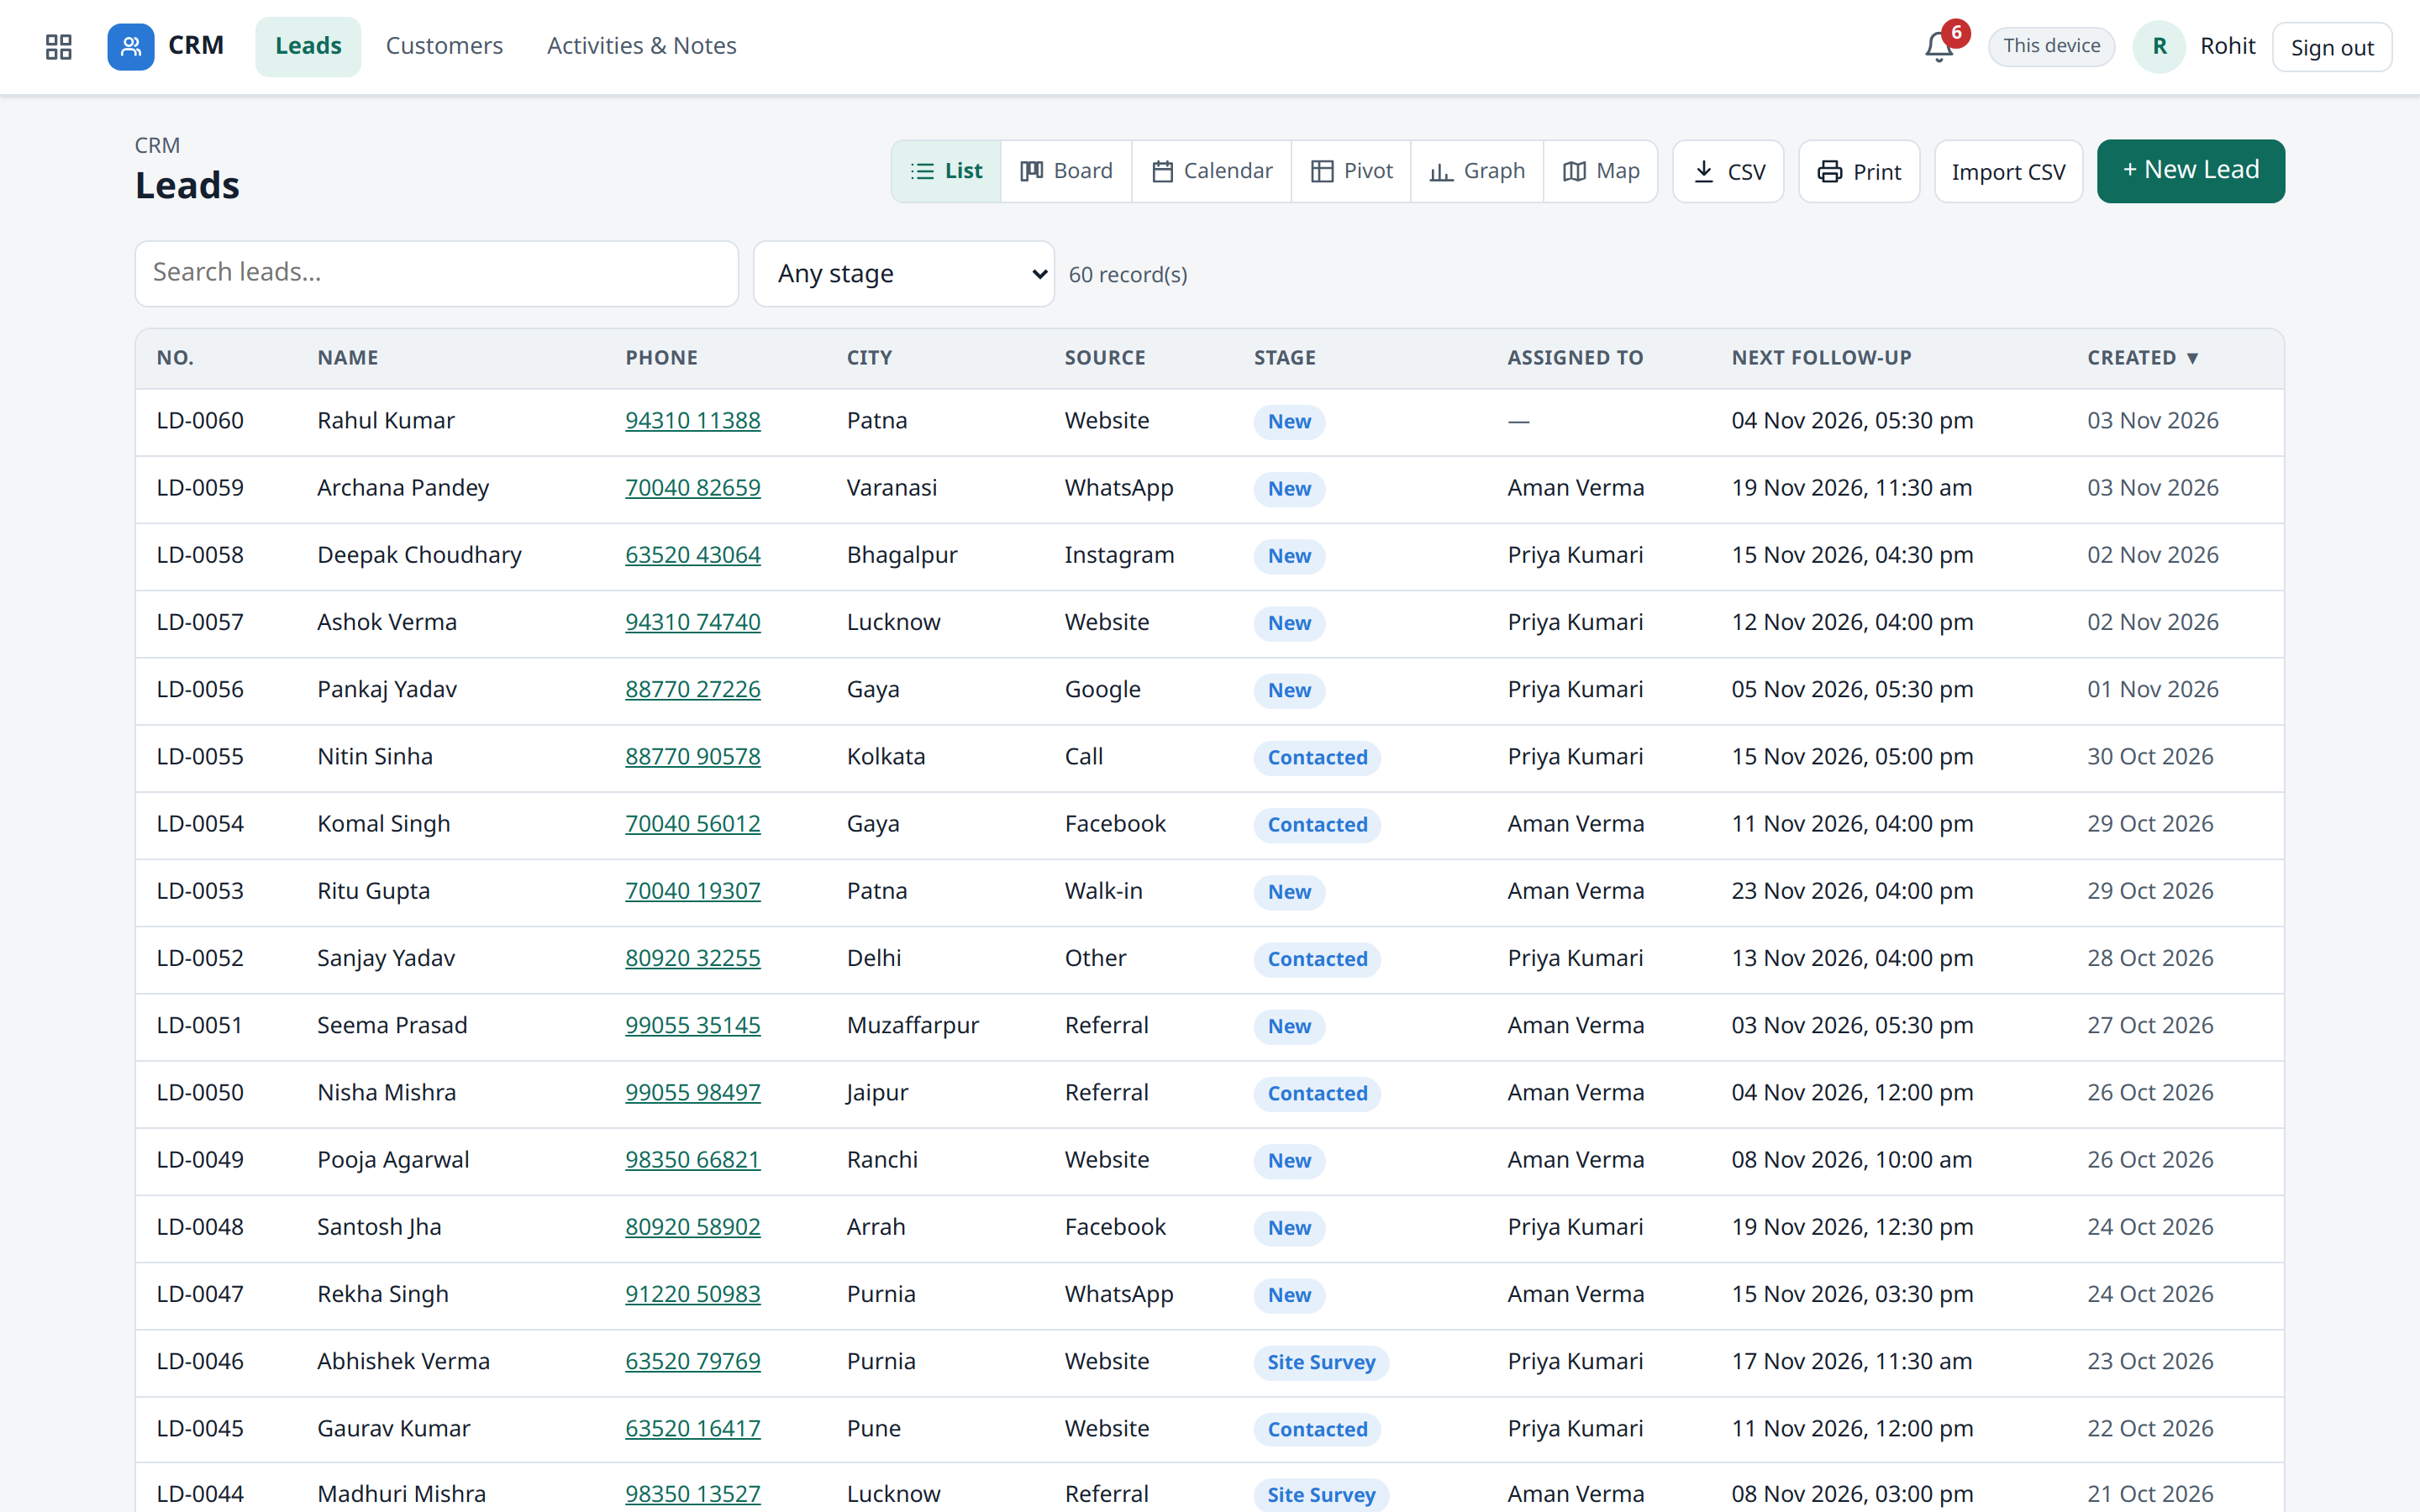 CRM Leads Customers Activities & Notes 6 This device R Rohit Sign out
CRM
Leads
List Board Calendar Pivot Graph Map CSV Print Import CSV + New Lead
Search leads... Any stage 60 record(s)
NO. NAME PHONE CITY SOURCE STAGE ASSIGNED TO NEXT FOLLOW-UP CREATED ▼
LD-0060 Rahul Kumar 94310 11388 Patna Website New — 04 Nov 2026, 05:30 pm 03 Nov 2026
LD-0059 Archana Pandey 70040 82659 Varanasi WhatsApp New Aman Verma 19 Nov 2026, 11:30 am 03 Nov 2026
LD-0058 Deepak Choudhary 63520 43064 Bhagalpur Instagram New Priya Kumari 15 Nov 2026, 04:30 pm 02 Nov 2026
LD-0057 Ashok Verma 94310 74740 Lucknow Website New Priya Kumari 12 Nov 2026, 04:00 pm 02 Nov 2026
LD-0056 Pankaj Yadav 88770 27226 Gaya Google New Priya Kumari 05 Nov 2026, 05:30 pm 01 Nov 2026
LD-0055 Nitin Sinha 88770 90578 Kolkata Call Contacted Priya Kumari 15 Nov 2026, 05:00 pm 30 Oct 2026
LD-0054 Komal Singh 70040 56012 Gaya Facebook Contacted Aman Verma 11 Nov 2026, 04:00 pm 29 Oct 2026
LD-0053 Ritu Gupta 70040 19307 Patna Walk-in New Aman Verma 23 Nov 2026, 04:00 pm 29 Oct 2026
LD-0052 Sanjay Yadav 80920 32255 Delhi Other Contacted Priya Kumari 13 Nov 2026, 04:00 pm 28 Oct 2026
LD-0051 Seema Prasad 99055 35145 Muzaffarpur Referral New Aman Verma 03 Nov 2026, 05:30 pm 27 Oct 2026
LD-0050 Nisha Mishra 99055 98497 Jaipur Referral Contacted Aman Verma 04 Nov 2026, 12:00 pm 26 Oct 2026
LD-0049 Pooja Agarwal 98350 66821 Ranchi Website New Aman Verma 08 Nov 2026, 10:00 am 26 Oct 2026
LD-0048 Santosh Jha 80920 58902 Arrah Facebook New Priya Kumari 19 Nov 2026, 12:30 pm 24 Oct 2026
LD-0047 Rekha Singh 91220 50983 Purnia WhatsApp New Aman Verma 15 Nov 2026, 03:30 pm 24 Oct 2026
LD-0046 Abhishek Verma 63520 79769 Purnia Website Site Survey Priya Kumari 17 Nov 2026, 11:30 am 23 Oct 2026
LD-0045 Gaurav Kumar 63520 16417 Pune Website Contacted Priya Kumari 11 Nov 2026, 12:00 pm 22 Oct 2026
LD-0044 Madhuri Mishra 98350 13527 Lucknow Referral Site Survey Aman Verma 08 Nov 2026, 03:00 pm 21 Oct 2026